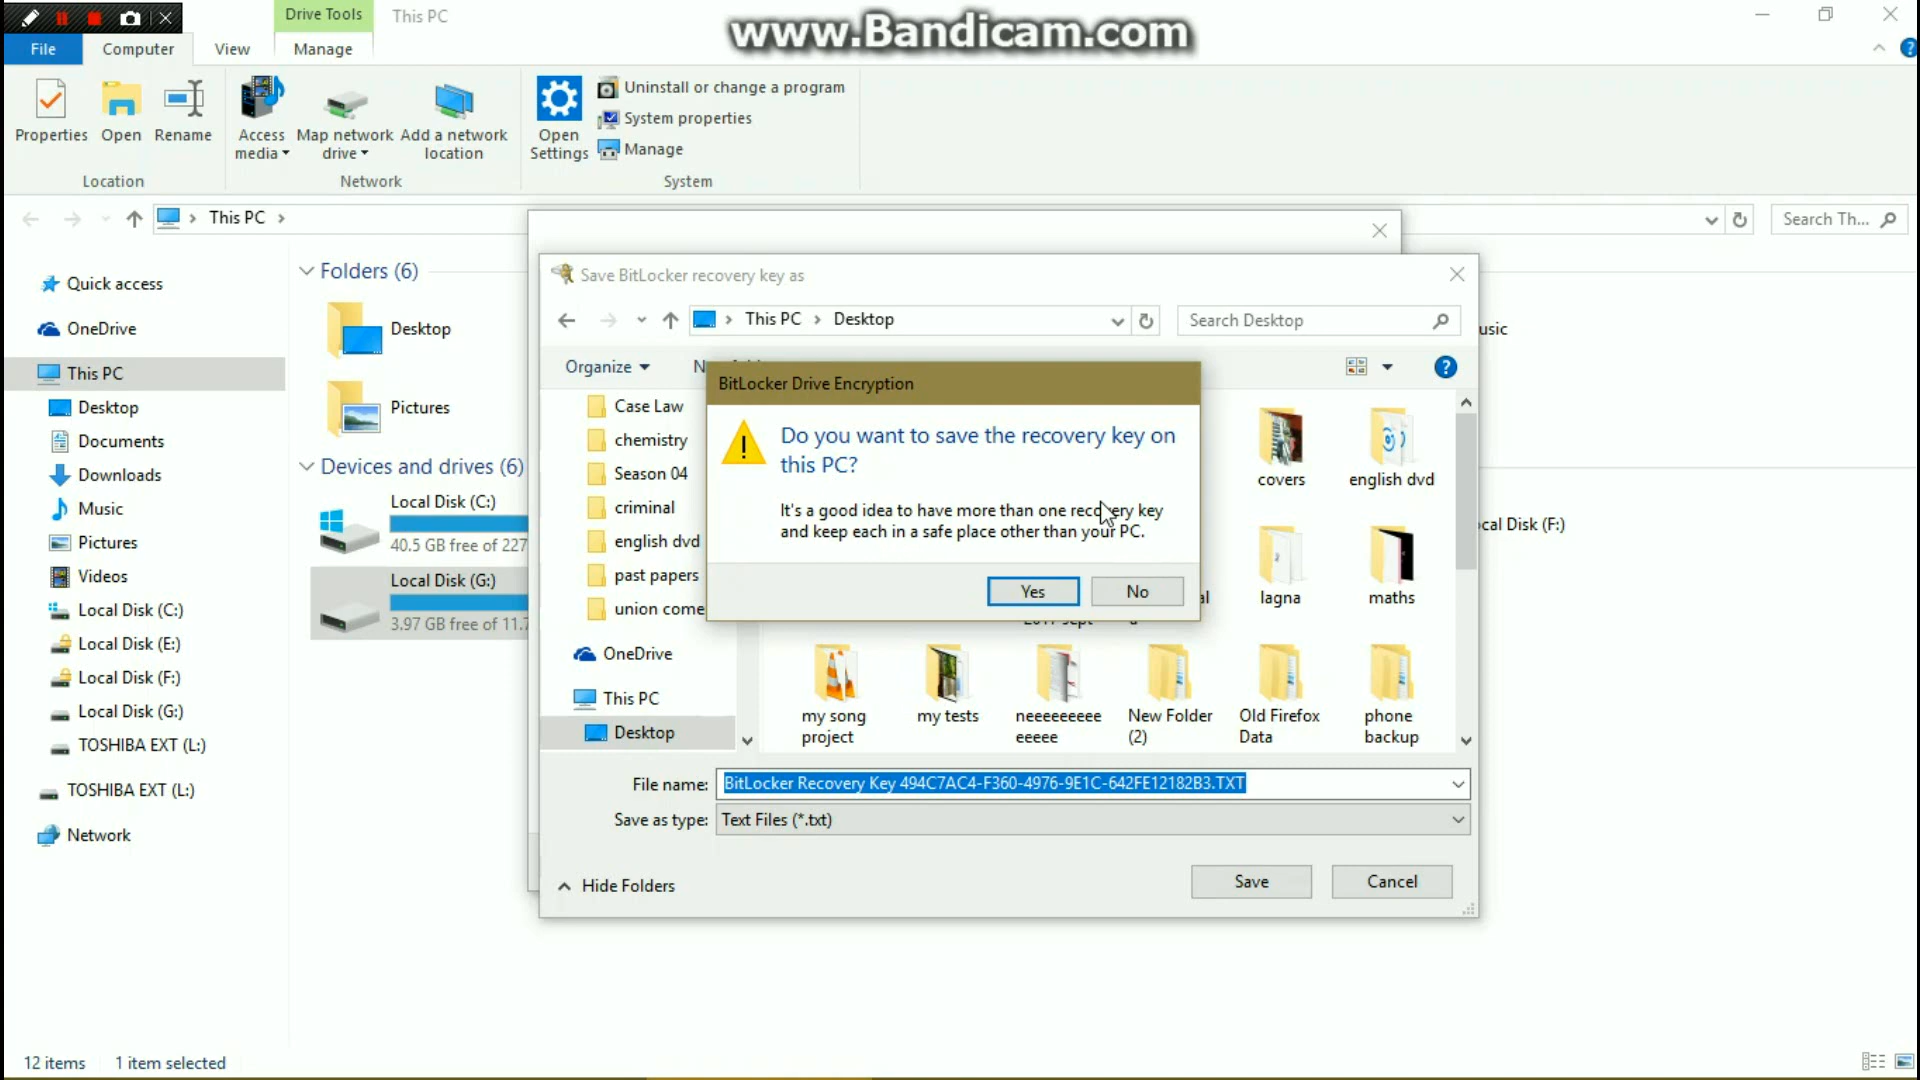 Drive Tools
This PC
www.Bandicam.com
File
Computer
View
Manage
Properties
Open
Rename
Access media
Map network drive
Add a network location
Open Settings
Uninstall or change a program
System properties
Manage
Location
Network
System
This PC
Search Th...
Quick access
OneDrive
This PC
Desktop
Documents
Downloads
Music
Pictures
Videos
Local Disk (C:)
Local Disk (E:)
Local Disk (F:)
Local Disk (G:)
TOSHIBA EXT (L:)
TOSHIBA EXT (L:)
Network
Folders (6)
Desktop
Pictures
Devices and drives (6)
Local Disk (C:)
40.5 GB free of 227
Local Disk (G:)
3.97 GB free of 11.7
Save BitLocker recovery key as
This PC
Desktop
Search Desktop
Organize
Case Law
chemistry
Season 04
criminal
english dvd
past papers
union come
OneDrive
This PC
Desktop
BitLocker Drive Encryption
Do you want to save the recovery key on
this PC?
It's a good idea to have more than one recovery key
and keep each in a safe place other than your PC.
Yes
No
covers
english dvd
lagna
maths
my song project
my tests
neeeeeeeee eeeee
New Folder (2)
Old Firefox Data
phone backup
File name: BitLocker Recovery Key 494C7AC4-F360-4976-9E1C-642FE12182B3.TXT
Save as type: Text Files (*.txt)
Hide Folders
Save
Cancel
12 items
1 item selected